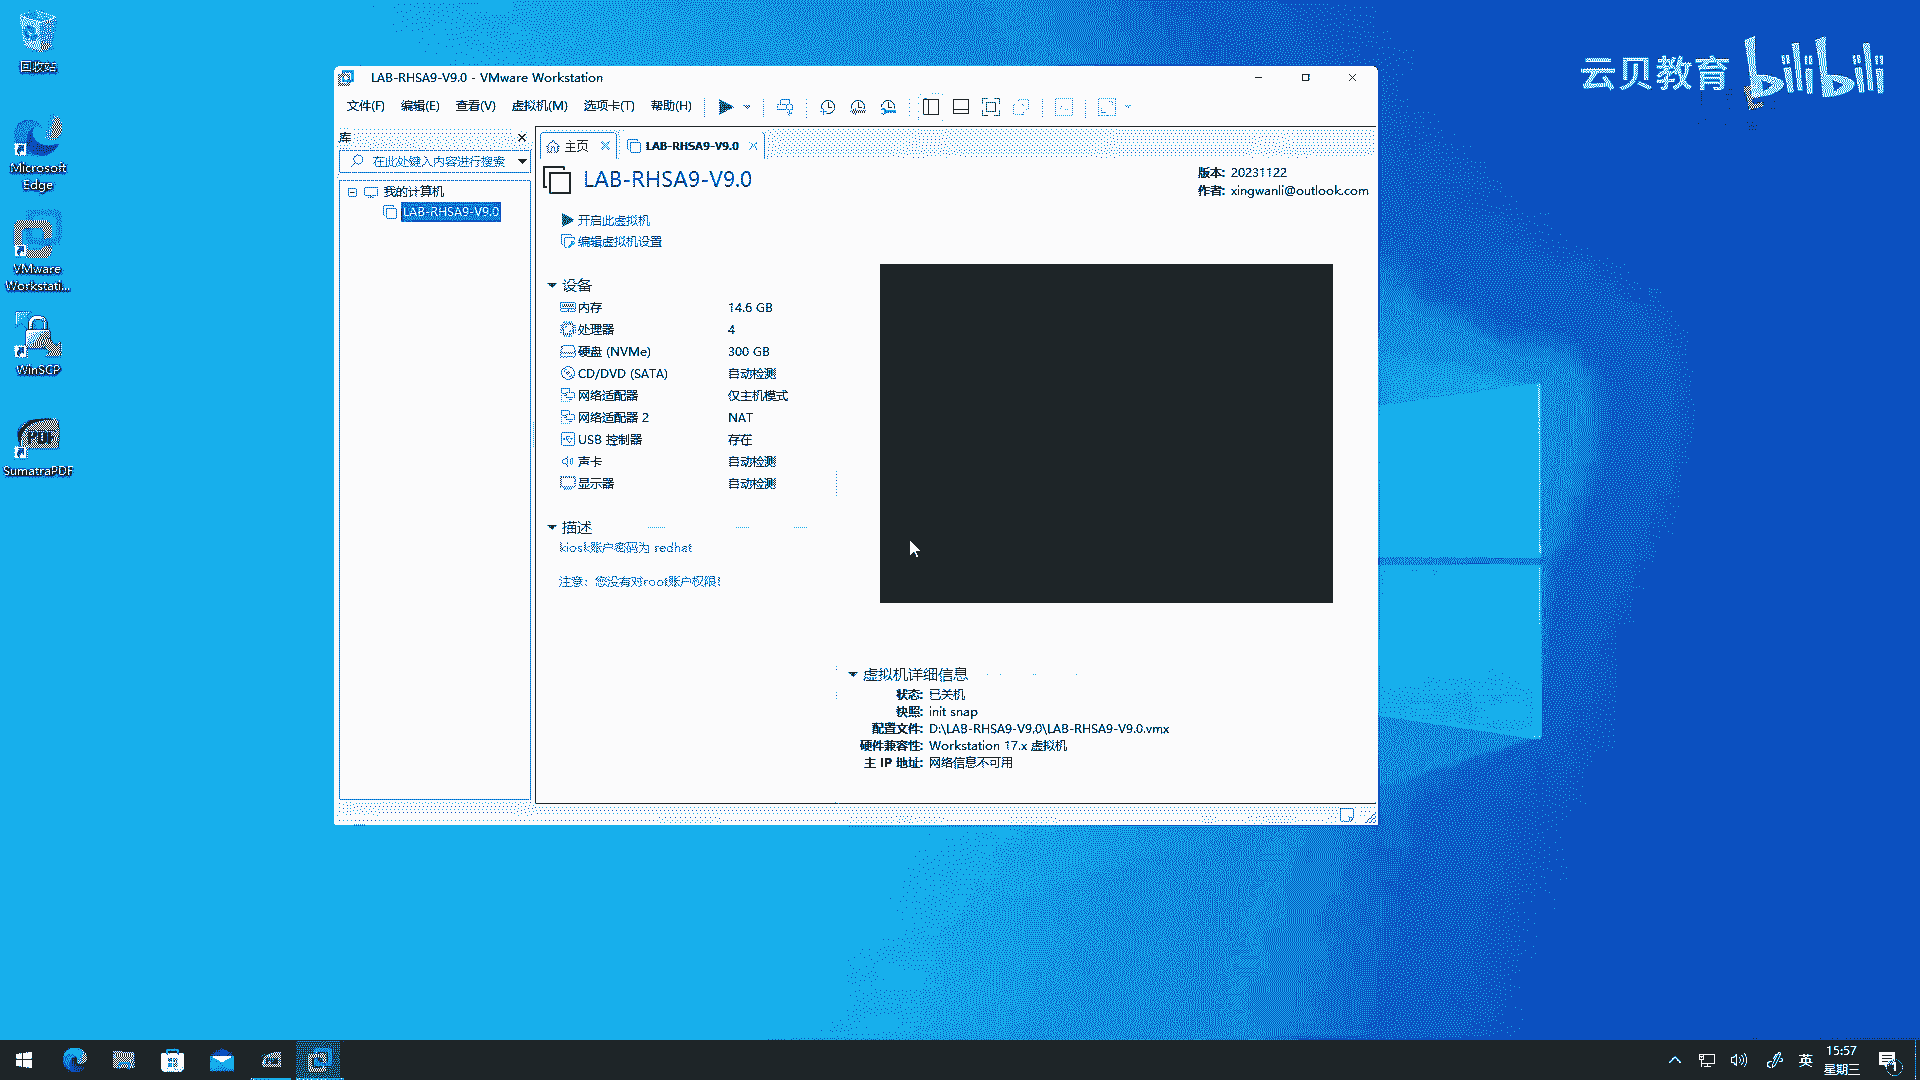 回收站
Microsoft
Edge
VMware
Workstati...
WinSCP
PDF
SumatraPDF
云贝教育 bilibili
LAB-RHSA9-V9.0 - VMware Workstation
文件(F) 编辑(E) 查看(V) 虚拟机(M) 选项卡(T) 帮助(H)
库
在此处键入内容进行搜索
我的计算机
LAB-RHSA9-V9.0
主页 LAB-RHSA9-V9.0
LAB-RHSA9-V9.0
版本: 20231122
作者: xingwanli@outlook.com
开启此虚拟机
编辑虚拟机设置
设备
内存 14.6 GB
处理器 4
硬盘 (NVMe) 300 GB
CD/DVD (SATA) 自动检测
网络适配器 仅主机模式
网络适配器 2 NAT
USB 控制器 存在
声卡 自动检测
显示器 自动检测
描述
kiosk账户密码为 redhat
注意：您没有对root账户权限!
虚拟机详细信息
状态: 已关机
快照: init snap
配置文件: D:\LAB-RHSA9-V9.0\LAB-RHSA9-V9.0.vmx
硬件兼容性: Workstation 17.x 虚拟机
主 IP 地址: 网络信息不可用
英
15:57
星期三
1